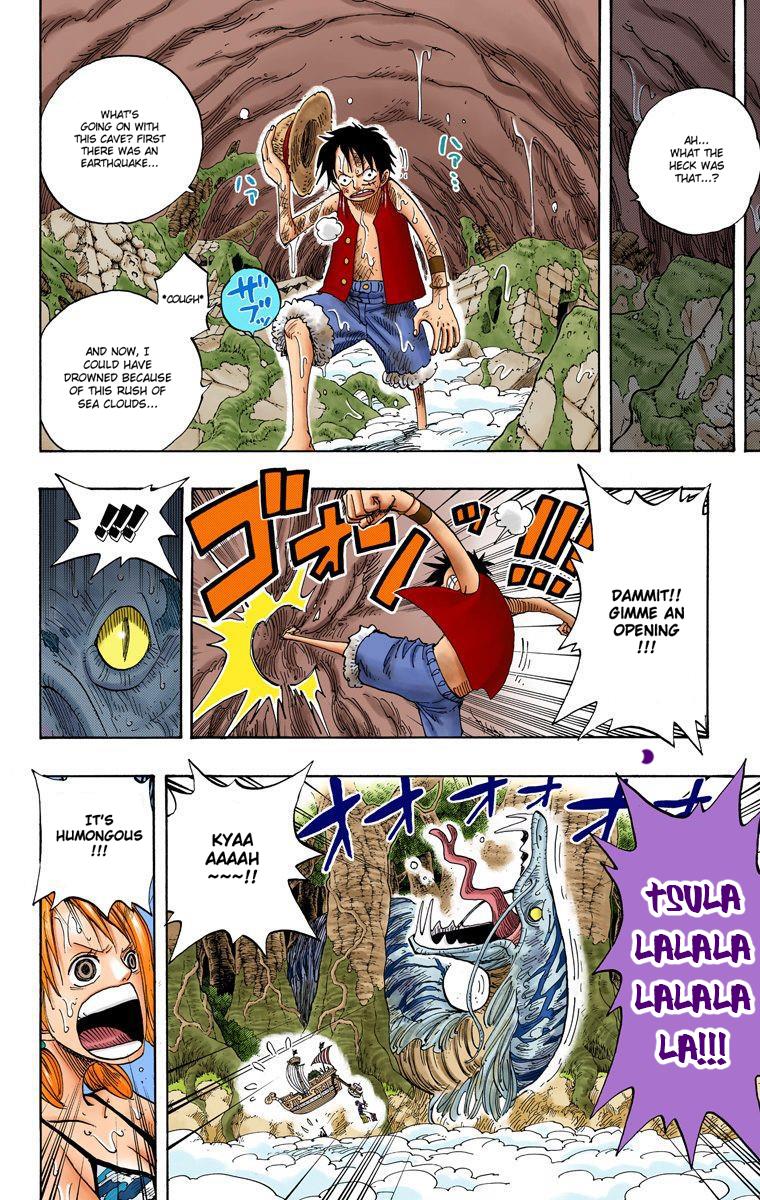 AH...
WHAT THE
HECK WAS
THAT...?
WHAT'S
GOING ON WITH
THIS CAVE? FIRST
THERE WAS AN
EARTHQUAKE...
ハァ…
ハァ
*COUGH*
ザブッ
AND NOW, I
COULD HAVE
DROWNED BECAUSE
OF THIS RUSH OF
SEA CLOUDS...
DAMMIT!!
GIMME AN
OPENING
!!!
ゴォーンッ!!!
!!!
TSULA
LALALA
LALALA
LA!!!
オオオオ
KYAA
AAAAH
~~~!!
IT'S
HUMONGOUS
!!!